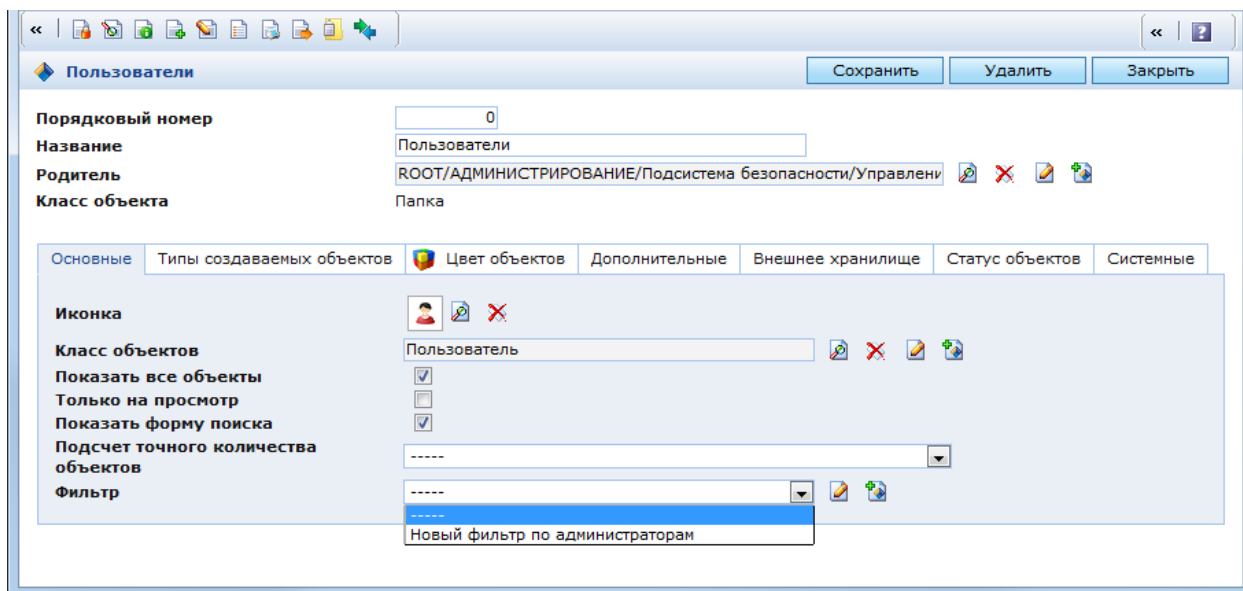 «
«
?
Пользователи
Сохранить
Удалить
Закрыть
Порядковый номер
0
Название
Пользователи
Родитель
ROOT/АДМИНИСТРИРОВАНИЕ/Подсистема безопасности/Управлени
Класс объекта
Папка
Основные
Типы создаваемых объектов
Цвет объектов
Дополнительные
Внешнее хранилище
Статус объектов
Системные
Иконка
Класс объектов
Пользователь
Показать все объекты
Только на просмотр
Показать форму поиска
Подсчет точного количества
объектов
-----
Фильтр
-----
-----
Новый фильтр по администраторам